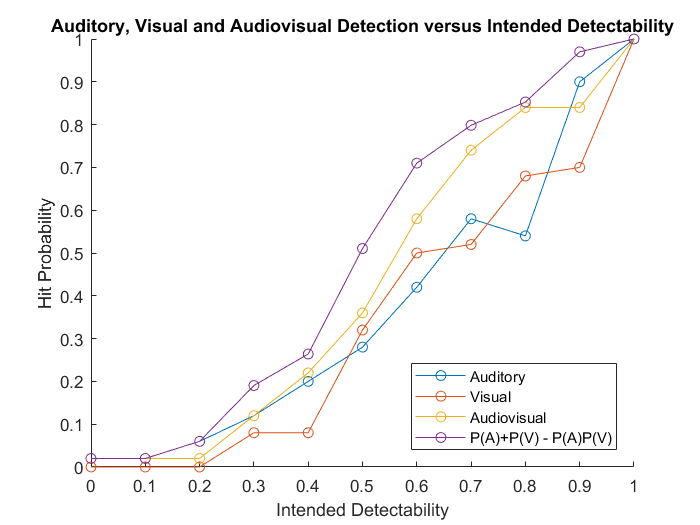 Auditory, Visual and Audiovisual Detection versus Intended Detectability
1
0.9
0.8
0.7
0.6
0.5
0.4
0.3
0.2
0.1
0
Hit Probability
Auditory
Visual
Audiovisual
P(A)+P(V) - P(A)P(V)
0 0.1 0.2 0.3 0.4 0.5 0.6 0.7 0.8 0.9 1
Intended Detectability